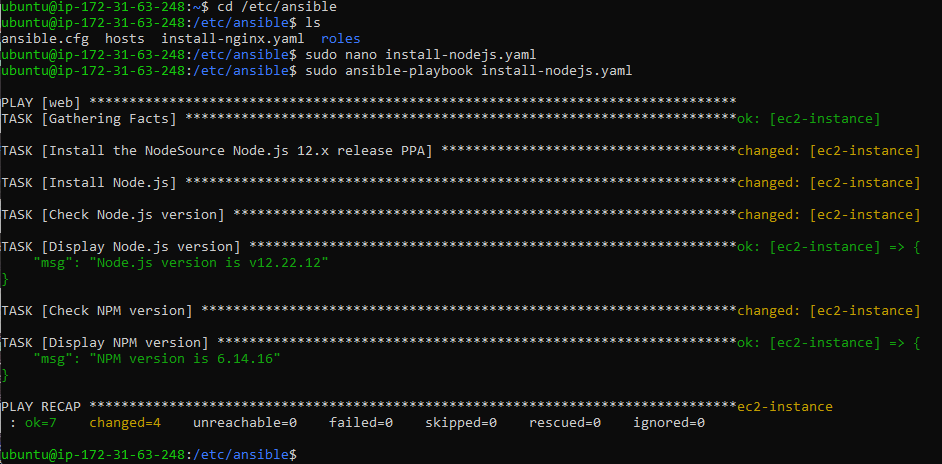 ubuntu@ip-172-31-63-248:~$ cd /etc/ansible
ubuntu@ip-172-31-63-248:/etc/ansible$ ls
ansible.cfg  hosts  install-nginx.yaml  roles
ubuntu@ip-172-31-63-248:/etc/ansible$ sudo nano install-nodejs.yaml
ubuntu@ip-172-31-63-248:/etc/ansible$ sudo ansible-playbook install-nodejs.yaml
PLAY [web] *********************************************************************************
TASK [Gathering Facts] *********************************************************************ok: [ec2-instance]
TASK [Install the NodeSource Node.js 12.x release PPA] *************************************changed: [ec2-instance]
TASK [Install Node.js] *********************************************************************changed: [ec2-instance]
TASK [Check Node.js version] ***************************************************************changed: [ec2-instance]
TASK [Display Node.js version] *************************************************************ok: [ec2-instance] => {
    "msg": "Node.js version is v12.22.12"
}
TASK [Check NPM version] *******************************************************************changed: [ec2-instance]
TASK [Display NPM version] *****************************************************************ok: [ec2-instance] => {
    "msg": "NPM version is 6.14.16"
}
PLAY RECAP *********************************************************************************ec2-instance
 : ok=7    changed=4    unreachable=0    failed=0    skipped=0    rescued=0    ignored=0
ubuntu@ip-172-31-63-248:/etc/ansible$